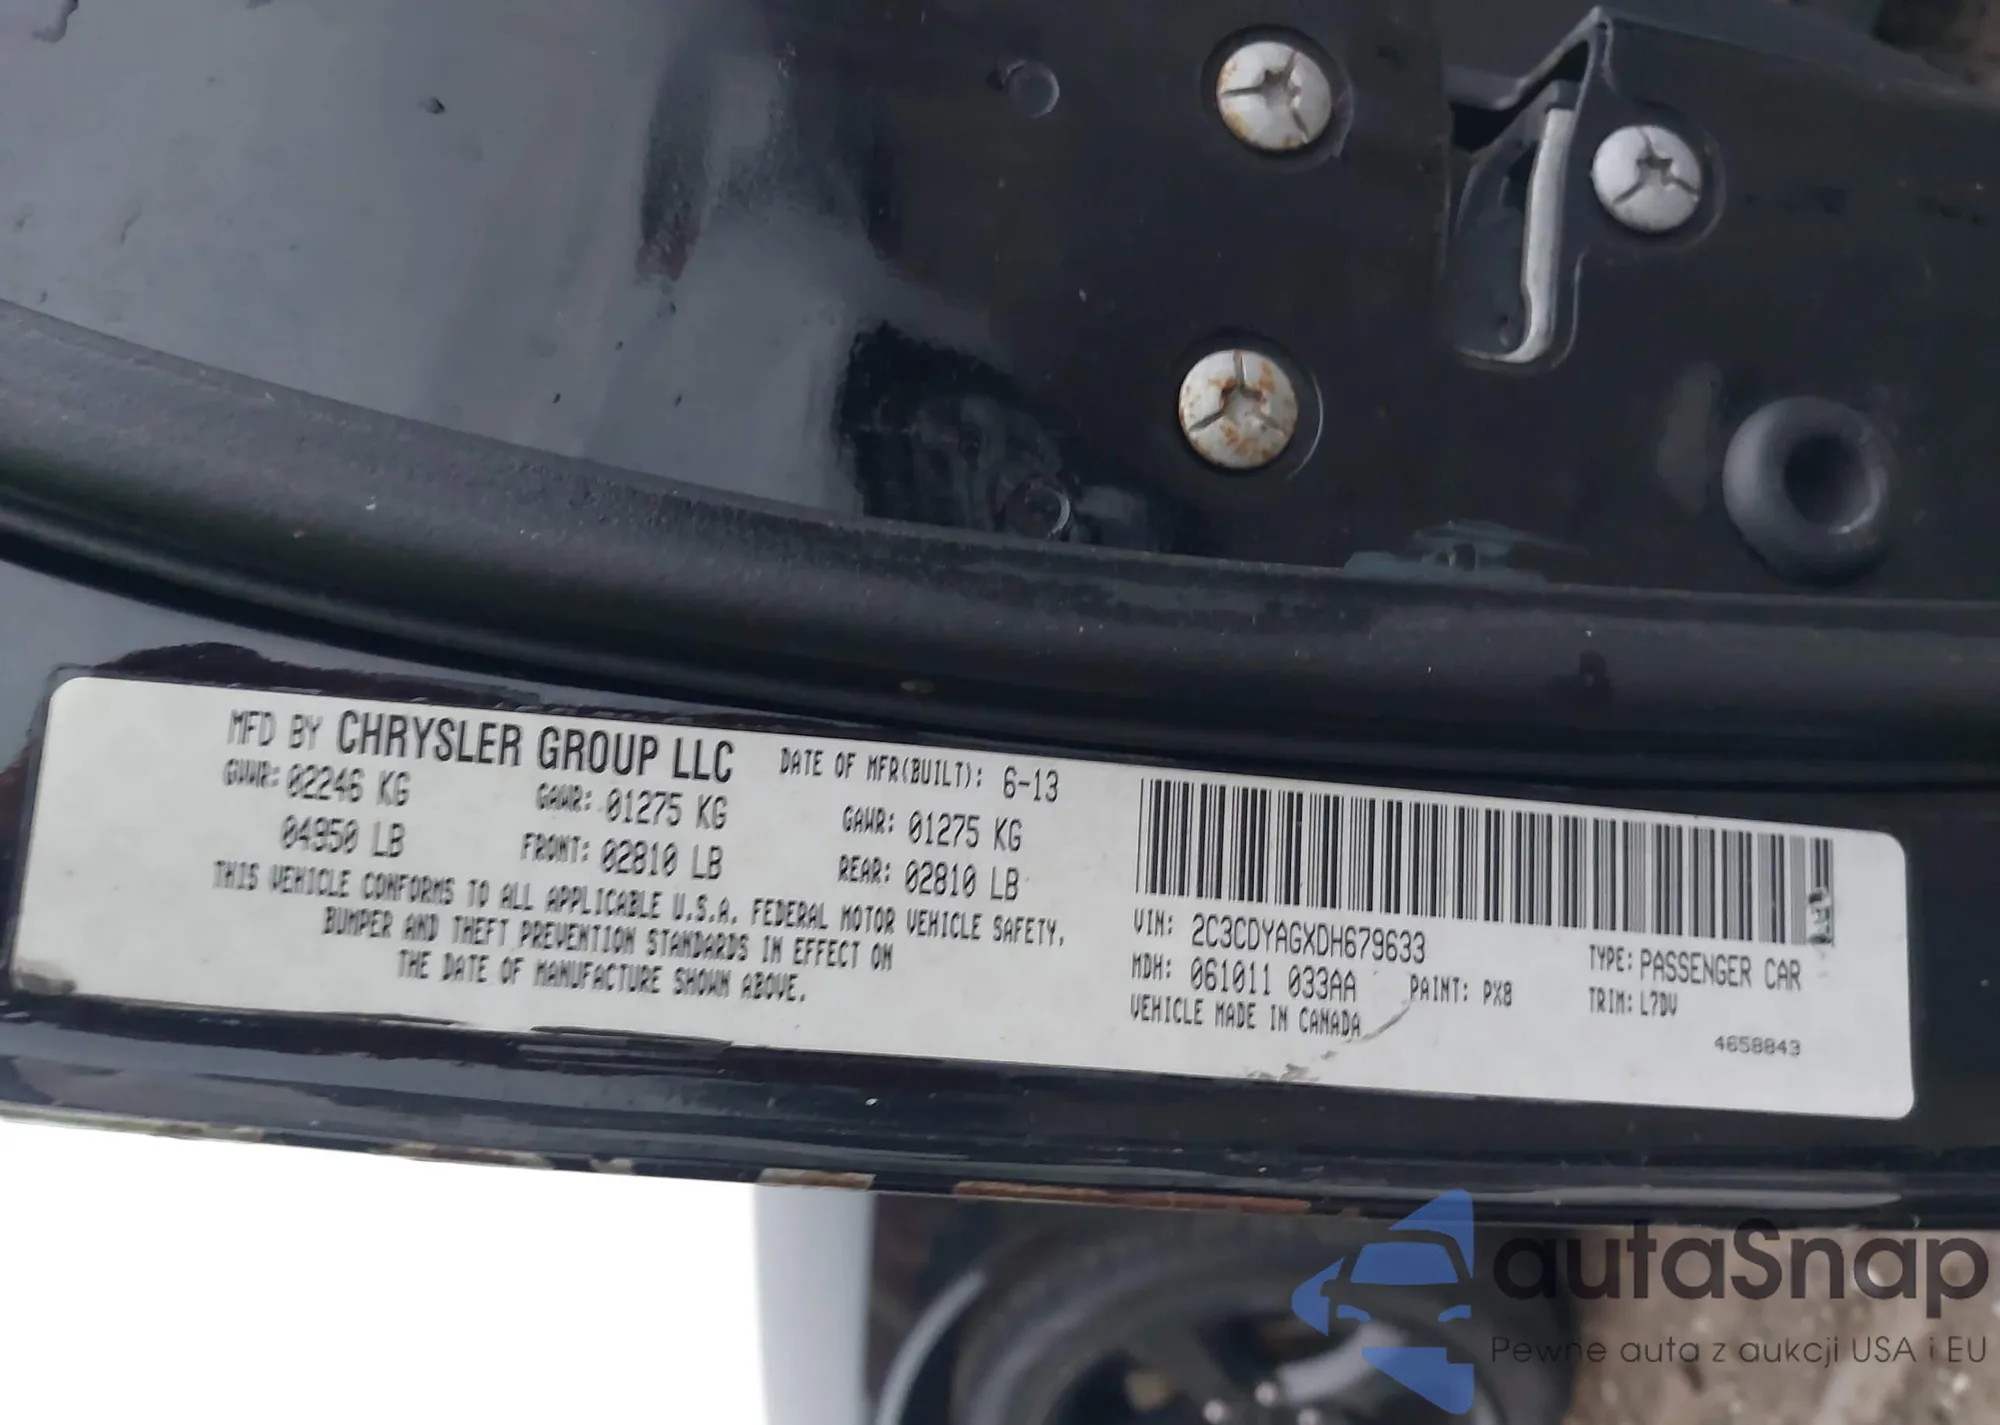 MFD BY CHRYSLER GROUP LLC
DATE OF MFR(BUILT): 6-13
GVWR: 02246 KG
04950 LB
GAWR: 01275 KG
FRONT: 02810 LB
GAWR: 01275 KG
REAR: 02810 LB
THIS VEHICLE CONFORMS TO ALL APPLICABLE U.S.A. FEDERAL MOTOR VEHICLE SAFETY,
BUMPER AND THEFT PREVENTION STANDARDS IN EFFECT ON
THE DATE OF MANUFACTURE SHOWN ABOVE.
VIN: 2C3CDYAGXDH679633
TYPE: PASSENGER CAR
MDH: 061011 033AA
PAINT: PX8
TRIM: L7DV
VEHICLE MADE IN CANADA
4658843
autaSnap
Pewne auta z aukcji USA i EU